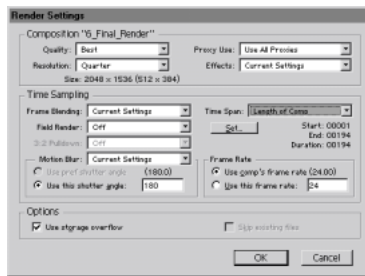 Render Settings
Composition "6_Final_Render"
Quality: Best
Proxy Use: Use All Proxies
Resolution: Quarter
Effects: Current Settings
Size: 2048 x 1536 (512 x 384)
Time Sampling
Frame Blending: Current Settings
Time Span: Length of Comp
Field Render: Off
Set...
Start: 00001
End: 00194
Duration: 00194
3:2 Pulldown: Off
Motion Blur: Current Settings
Frame Rate
Use pref shutter angle (180.0)
Use comp's frame rate (24.00)
Use this shutter angle: 180
Use this frame rate: 24
Options
Use storage overflow
Skip existing files
OK
Cancel